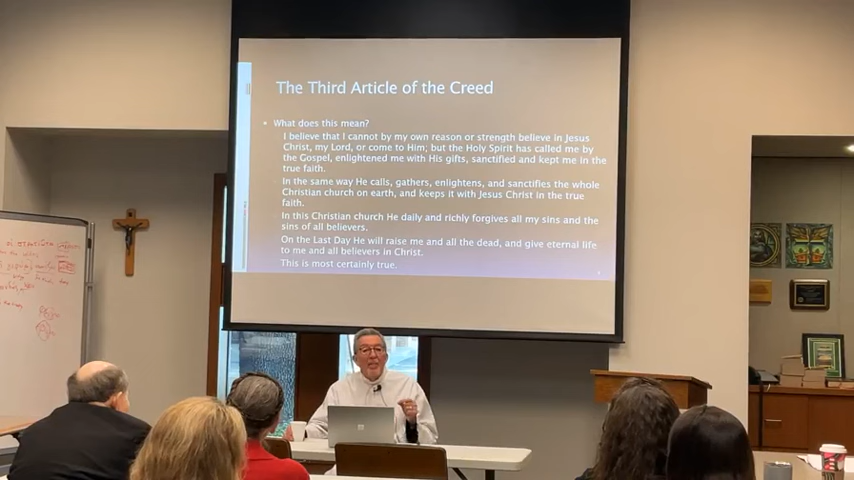 The Third Article of the Creed
What does this mean?
I believe that I cannot by my own reason or strength believe in Jesus
Christ, my Lord, or come to Him; but the Holy Spirit has called me by
the Gospel, enlightened me with His gifts, sanctified and kept me in the
true faith.
In the same way He calls, gathers, enlightens, and sanctifies the whole
Christian church on earth, and keeps it with Jesus Christ in the true
faith.
In this Christian church He daily and richly forgives all my sins and the
sins of all believers.
On the Last Day He will raise me and all the dead, and give eternal life
to me and all believers in Christ.
This is most certainly true.